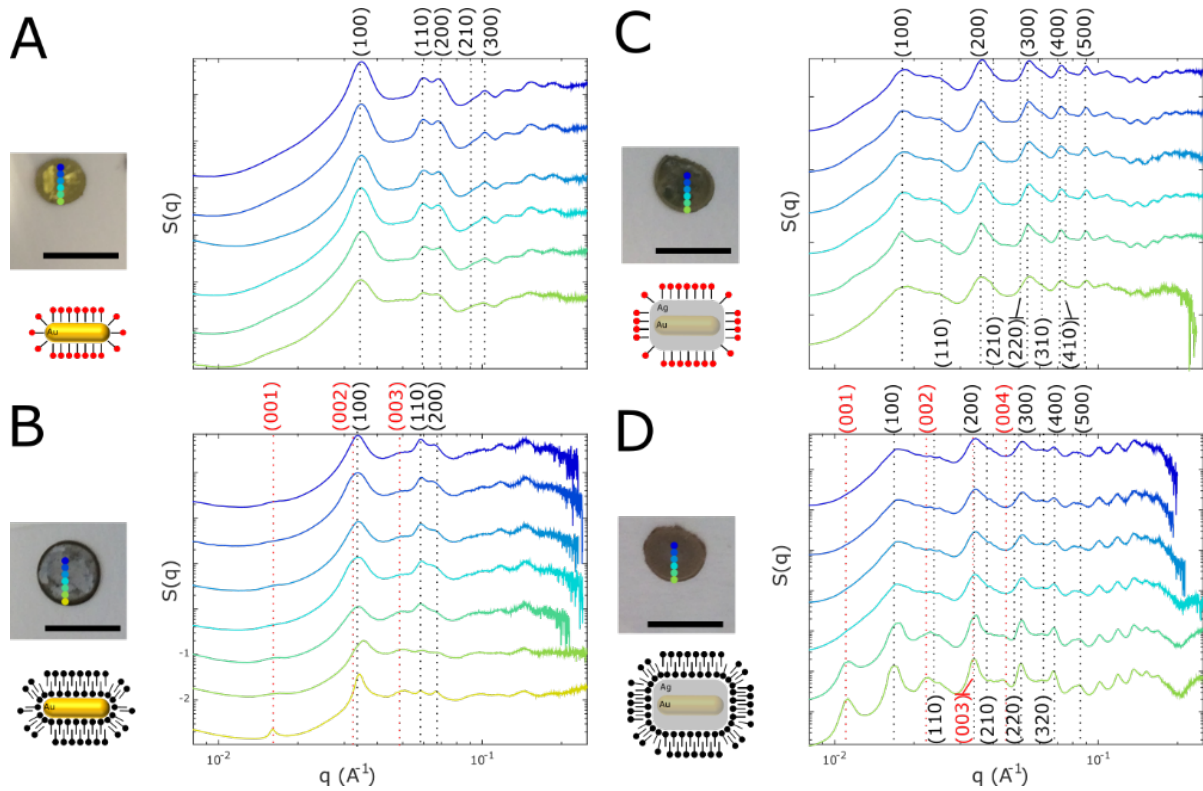 A
(100)
(110)
(200)
(210)
(300)
S(q)
Au
C
(100)
(200)
(300)
(400)
(500)
S(q)
(110)
(210)
(220)
(310)
(410)
Ag
Au
B
(001)
(002)
(100)
(003)
(110)
(200)
S(q)
-1
-2
10⁻²
10⁻¹
q (A⁻¹)
Au
D
(001)
(100)
(002)
(200)
(004)
(300)
(400)
(500)
S(q)
(110)
(003)
(210)
(220)
(320)
10⁻²
10⁻¹
q (A⁻¹)
Ag
Au